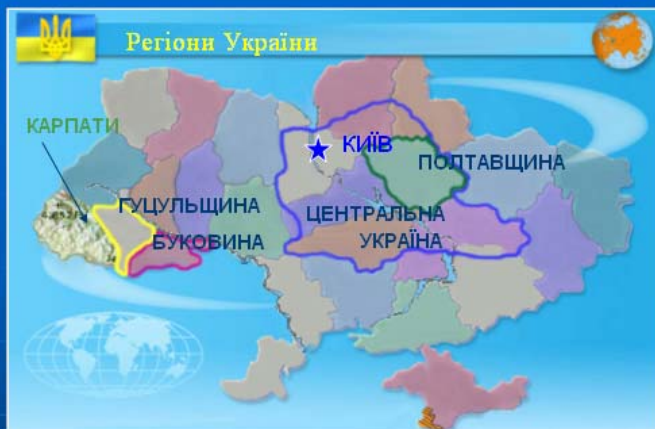 Регіони України
КАРПАТИ
КИЇВ
ПОЛТАВЩИНА
ГУЦУЛЬЩИНА
ЦЕНТРАЛЬНА
БУКОВИНА
УКРАЇНА